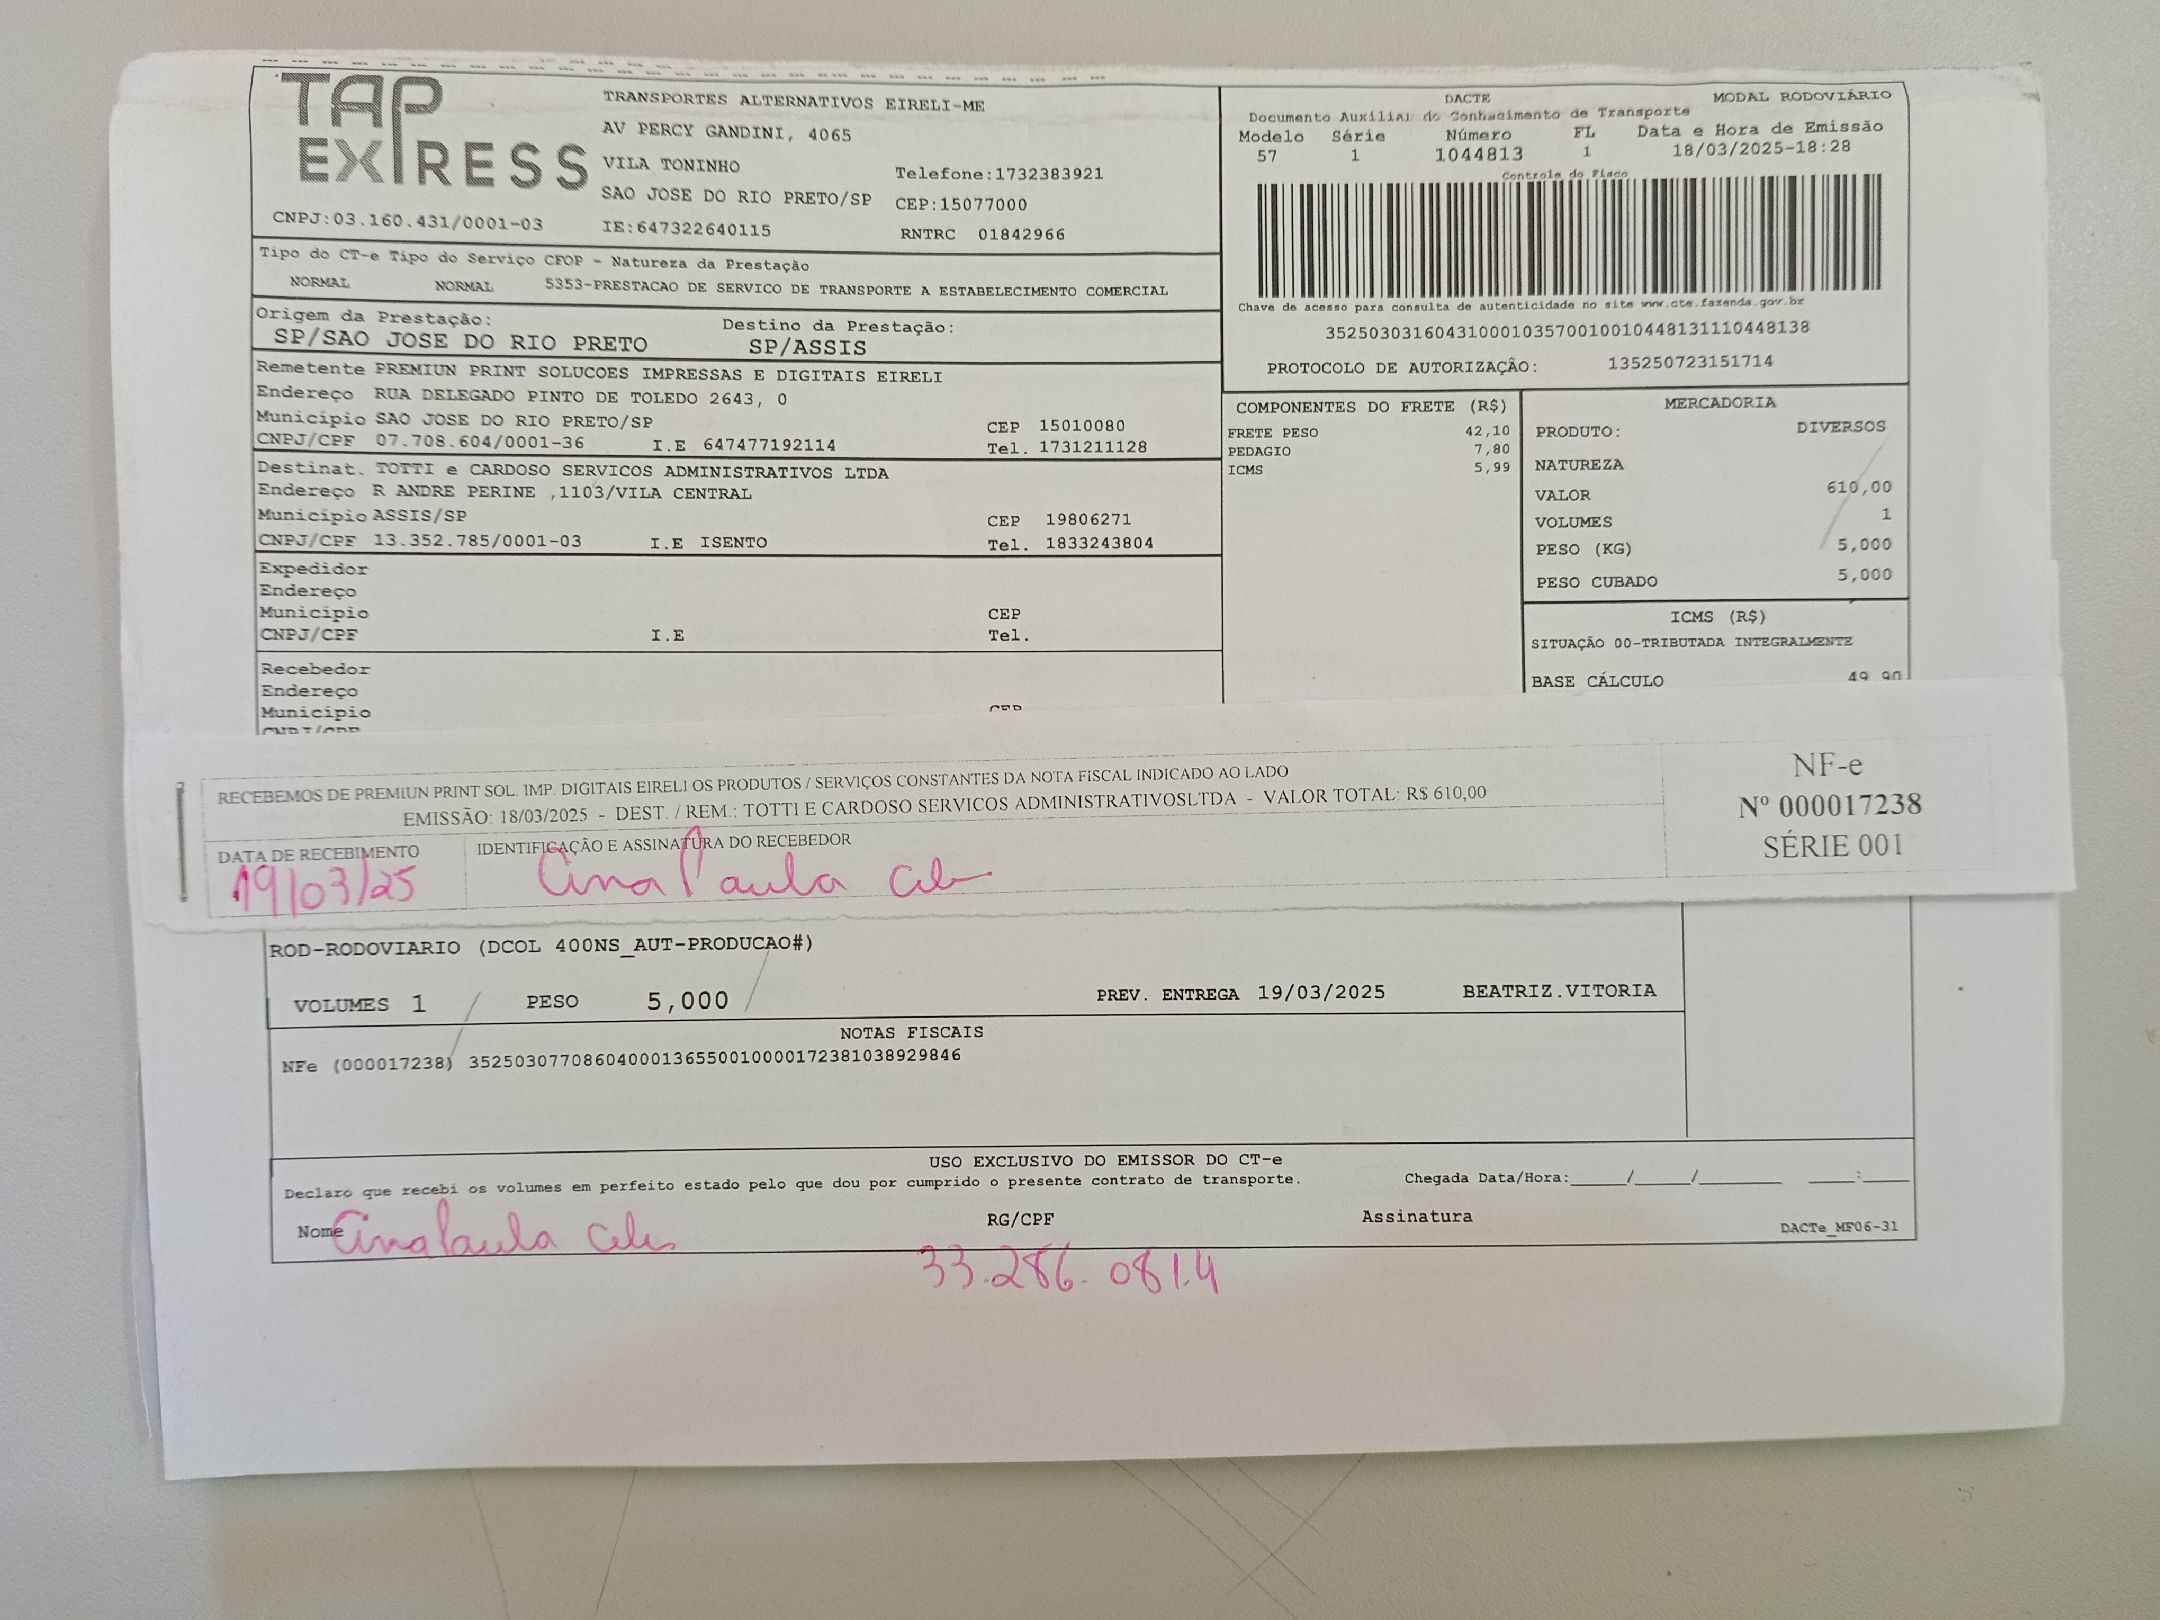 TAP EXPRESS
CNPJ:03.160.431/0001-03
TRANSPORTES ALTERNATIVOS EIRELI-ME
AV PERCY GANDINI, 4065
VILA TONINHO
Telefone:1732383921
SAO JOSE DO RIO PRETO/SP CEP:15077000
IE:647322640115 RNTRC 01842966
DACTE MODAL RODOVIÁRIO
Documento Auxiliar do Conhecimento de Transporte
Modelo Série Número FL Data e Hora de Emissão
57 1 1044813 1 18/03/2025-18:28
Controle do Fisco
Chave de acesso para consulta de autenticidade no site www.cte.fazenda.gov.br
35250303160431000103570010010448131110448138
PROTOCOLO DE AUTORIZAÇÃO: 135250723151714
Tipo do CT-e Tipo do Serviço CFOP - Natureza da Prestação
NORMAL NORMAL 5353-PRESTACAO DE SERVICO DE TRANSPORTE A ESTABELECIMENTO COMERCIAL
Origem da Prestação: Destino da Prestação:
SP/SAO JOSE DO RIO PRETO SP/ASSIS
Remetente PREMIUN PRINT SOLUCOES IMPRESSAS E DIGITAIS EIRELI
Endereço RUA DELEGADO PINTO DE TOLEDO 2643, 0
Município SAO JOSE DO RIO PRETO/SP CEP 15010080
CNPJ/CPF 07.708.604/0001-36 I.E 647477192114 Tel. 1731211128
Destinat. TOTTI e CARDOSO SERVICOS ADMINISTRATIVOS LTDA
Endereço R ANDRE PERINE ,1103/VILA CENTRAL
Município ASSIS/SP CEP 19806271
CNPJ/CPF 13.352.785/0001-03 I.E ISENTO Tel. 1833243804
Expedidor
Endereço
Município CEP
CNPJ/CPF I.E Tel.
Recebedor
Endereço
Município CEP
CNPJ/CPF
COMPONENTES DO FRETE (R$)
FRETE PESO 42,10
PEDAGIO 7,80
ICMS 5,99
MERCADORIA
PRODUTO: DIVERSOS
NATUREZA
VALOR 610,00
VOLUMES 1
PESO (KG) 5,000
PESO CUBADO 5,000
ICMS (R$)
SITUAÇÃO 00-TRIBUTADA INTEGRALMENTE
BASE CÁLCULO 49,90
RECEBEMOS DE PREMIUN PRINT SOL. IMP. DIGITAIS EIRELI OS PRODUTOS / SERVIÇOS CONSTANTES DA NOTA FISCAL INDICADO AO LADO
EMISSÃO: 18/03/2025 - DEST. / REM.: TOTTI E CARDOSO SERVICOS ADMINISTRATIVOSLTDA - VALOR TOTAL: R$ 610,00
DATA DE RECEBIMENTO IDENTIFICAÇÃO E ASSINATURA DO RECEBEDOR
19/03/25 Ana Paula
NF-e
Nº 000017238
SÉRIE 001
ROD-RODOVIARIO (DCOL 400NS_AUT-PRODUCAO#)
VOLUMES 1 PESO 5,000 PREV. ENTREGA 19/03/2025 BEATRIZ.VITORIA
NOTAS FISCAIS
NFe (000017238) 35250307708604000136550010000172381038929846
USO EXCLUSIVO DO EMISSOR DO CT-e
Declaro que recebi os volumes em perfeito estado pelo que dou por cumprido o presente contrato de transporte. Chegada Data/Hora:_____/_____/_______ ____:____
Nome Ana Paula RG/CPF Assinatura DACTe_MF06-31
33.286.081.4